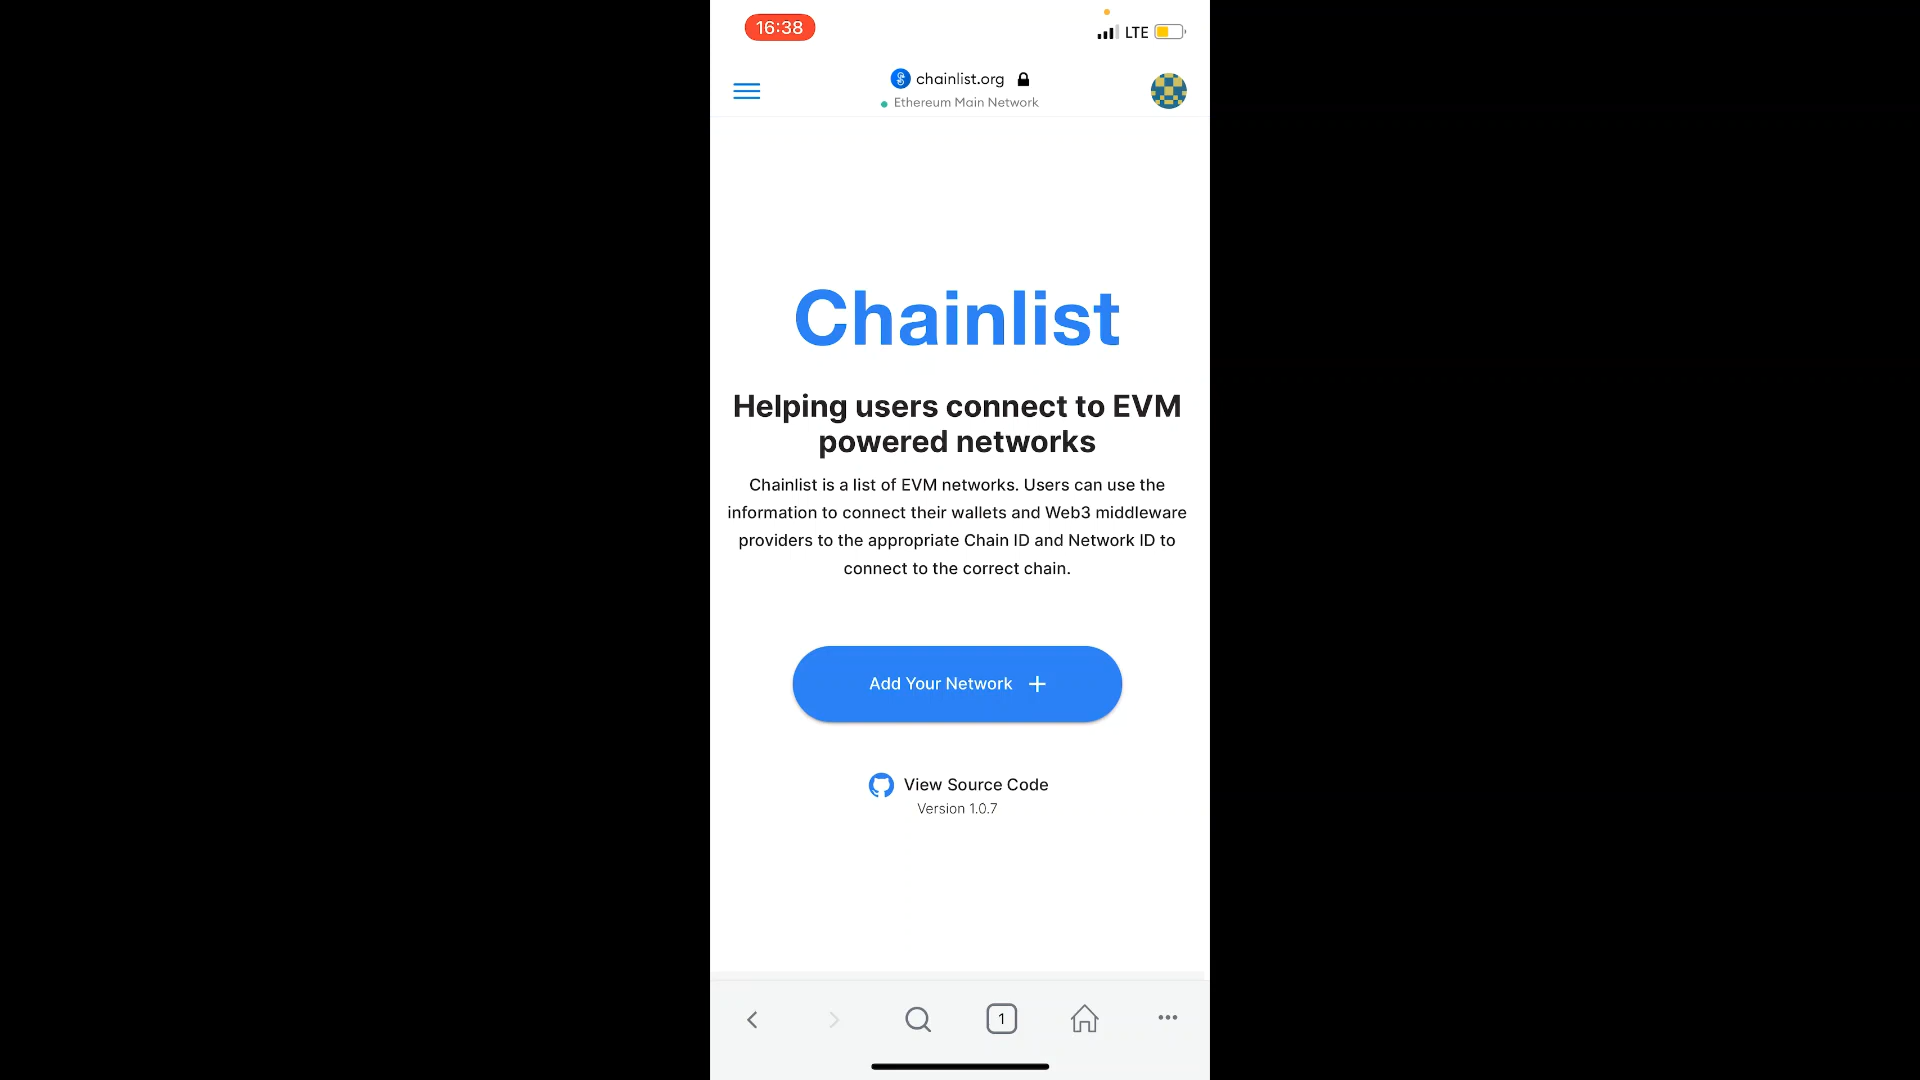 16:38
LTE
chainlist.org
Ethereum Main Network
Chainlist
Helping users connect to EVM
powered networks
Chainlist is a list of EVM networks. Users can use the
information to connect their wallets and Web3 middleware
providers to the appropriate Chain ID and Network ID to
connect to the correct chain.
Add Your Network +
View Source Code
Version 1.0.7
1